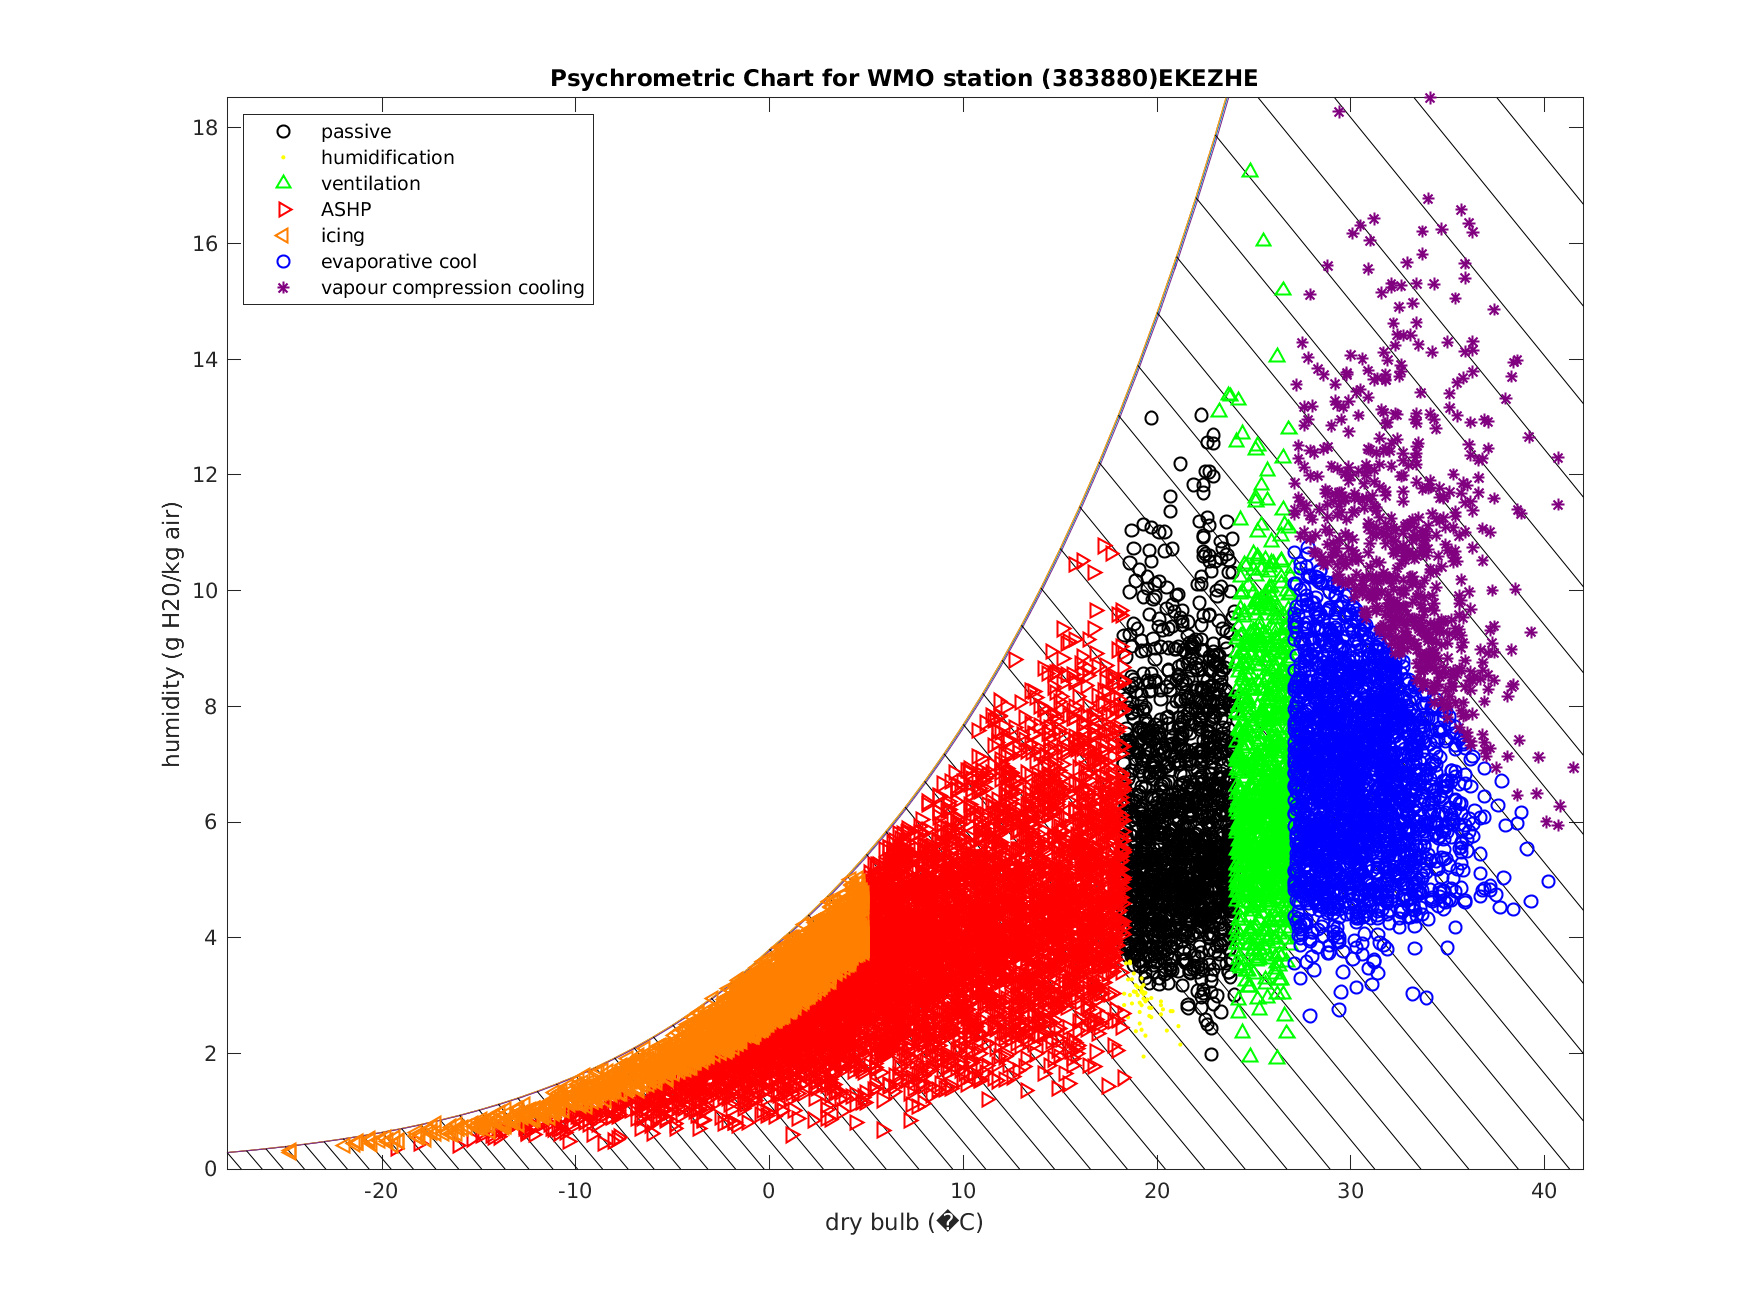 Psychrometric Chart for WMO station (383880)EKEZHE
passive
humidification
ventilation
ASHP
icing
evaporative cool
vapour compression cooling
humidity (g H20/kg air)
18
16
14
12
10
8
6
4
2
0
-20 -10 0 10 20 30 40
dry bulb (�C)